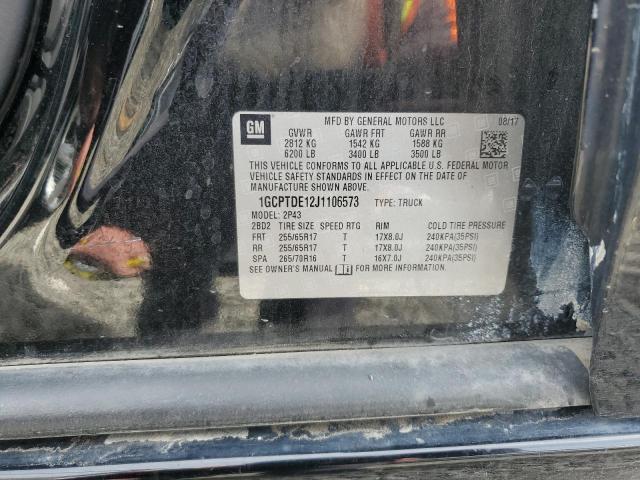 GM
MFD BY GENERAL MOTORS LLC 08/17
GVWR GAWR FRT GAWR RR
2812 KG 1542 KG 1588 KG
6200 LB 3400 LB 3500 LB
THIS VEHICLE CONFORMS TO ALL APPLICABLE U.S. FEDERAL MOTOR
VEHICLE SAFETY STANDARDS IN EFFECT ON THE DATE OF
MANUFACTURE SHOWN ABOVE.
1GCPTDE12J1106573 TYPE: TRUCK
MODEL: 2P43
2BD2 TIRE SIZE SPEED RTG RIM COLD TIRE PRESSURE
FRT 255/65R17 T 17X8.0J 240KPA(35PSI)
RR 255/65R17 T 17X8.0J 240KPA(35PSI)
SPA 265/70R16 T 16X7.0J 240KPA(35PSI)
SEE OWNER'S MANUAL FOR MORE INFORMATION.